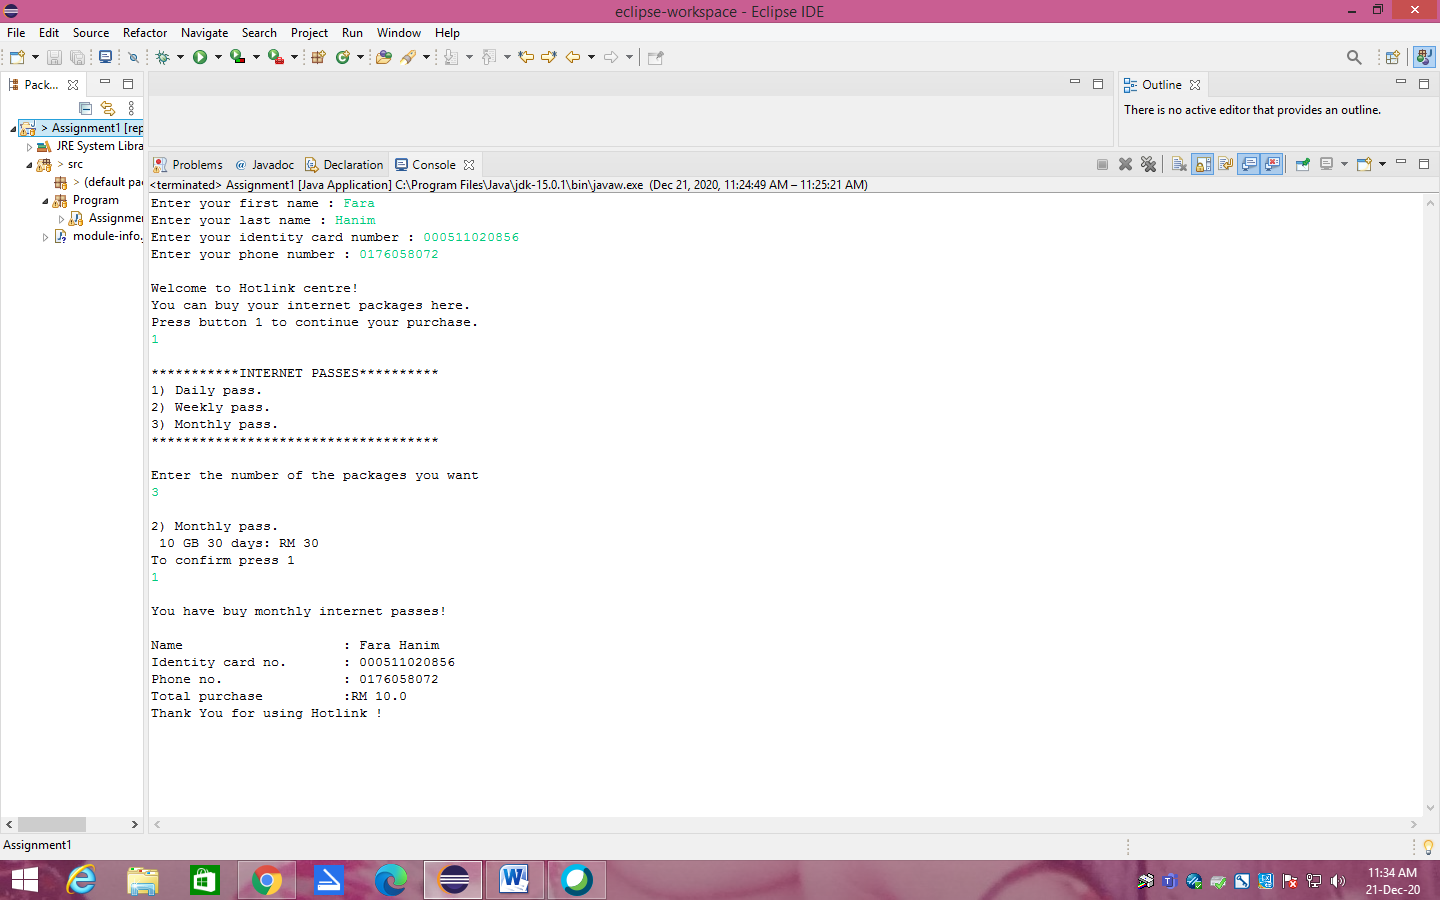 eclipse-workspace - Eclipse IDE
File Edit Source Refactor Navigate Search Project Run Window Help
Pack...
> Assignment1 [rep
JRE System Libra
> src
> (default pac
Program
Assignmer
module-info.
Outline
There is no active editor that provides an outline.
Problems @ Javadoc Declaration Console
<terminated> Assignment1 [Java Application] C:\Program Files\Java\jdk-15.0.1\bin\javaw.exe (Dec 21, 2020, 11:24:49 AM – 11:25:21 AM)
Enter your first name : Fara
Enter your last name : Hanim
Enter your identity card number : 000511020856
Enter your phone number : 0176058072
Welcome to Hotlink centre!
You can buy your internet packages here.
Press button 1 to continue your purchase.
1
***********INTERNET PASSES**********
1) Daily pass.
2) Weekly pass.
3) Monthly pass.
************************************
Enter the number of the packages you want
3
2) Monthly pass.
10 GB 30 days: RM 30
To confirm press 1
1
You have buy monthly internet passes!
Name : Fara Hanim
Identity card no. : 000511020856
Phone no. : 0176058072
Total purchase :RM 10.0
Thank You for using Hotlink !
Assignment1
11:34 AM
21-Dec-20